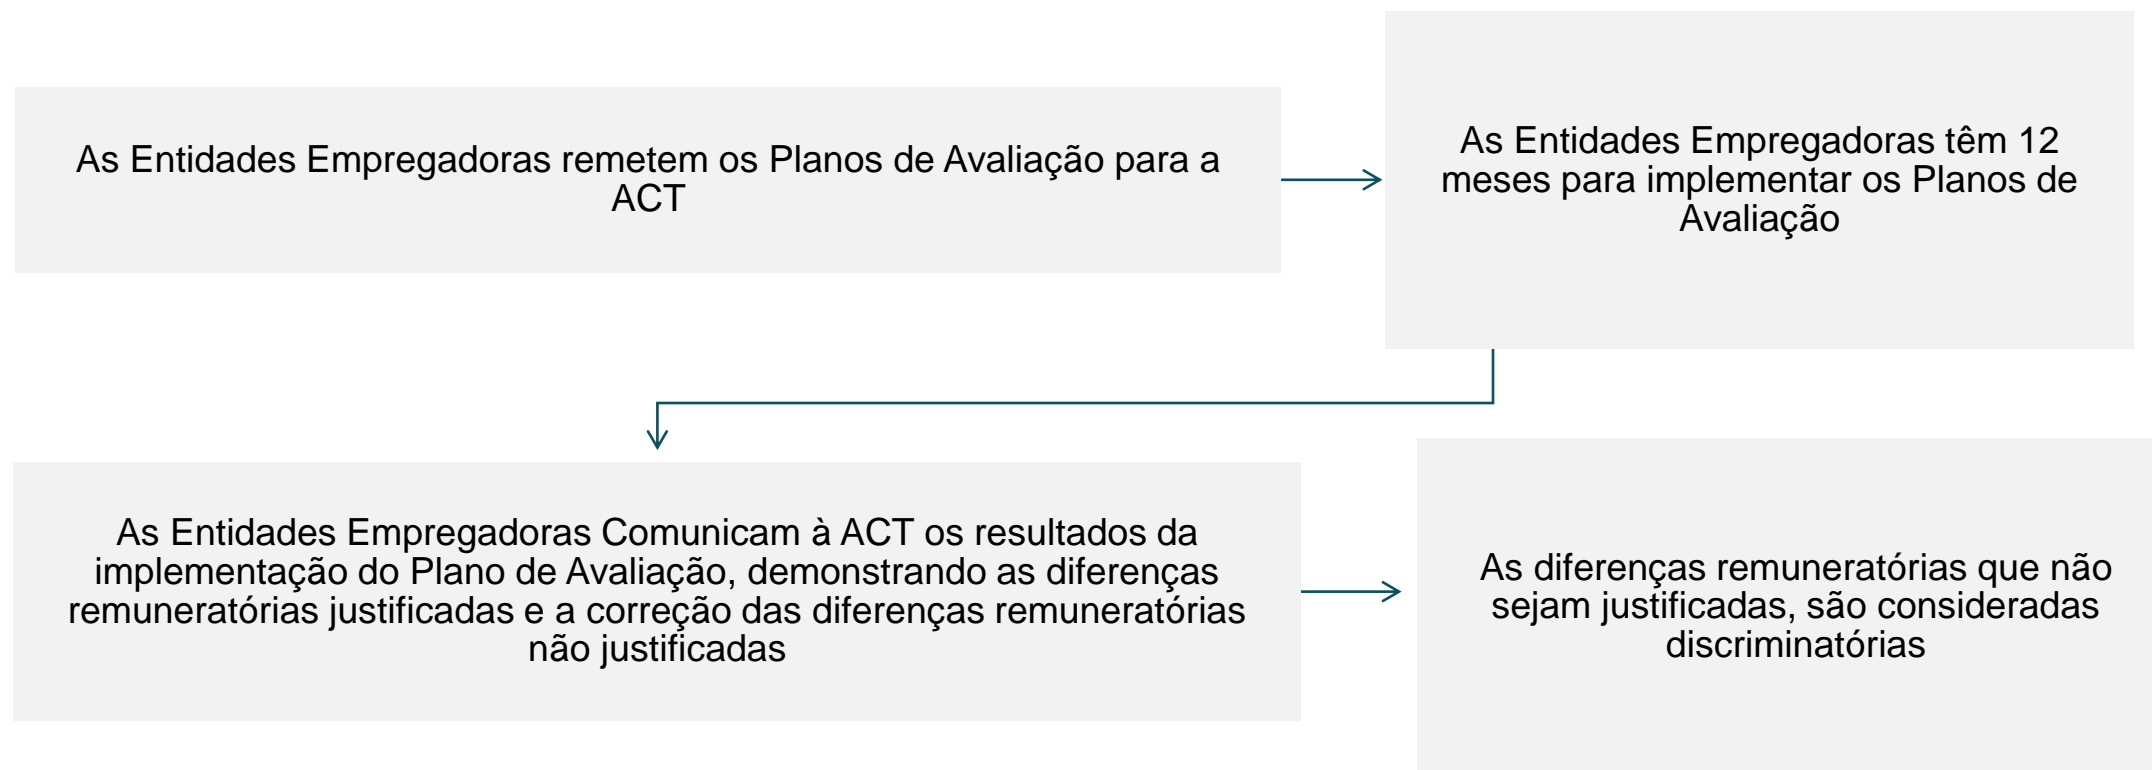 As Entidades Empregadoras remetem os Planos de Avaliação para a
ACT
As Entidades Empregadoras têm 12
meses para implementar os Planos de
Avaliação
As Entidades Empregadoras Comunicam à ACT os resultados da
implementação do Plano de Avaliação, demonstrando as diferenças
remuneratórias justificadas e a correção das diferenças remuneratórias
não justificadas
As diferenças remuneratórias que não
sejam justificadas, são consideradas
discriminatórias